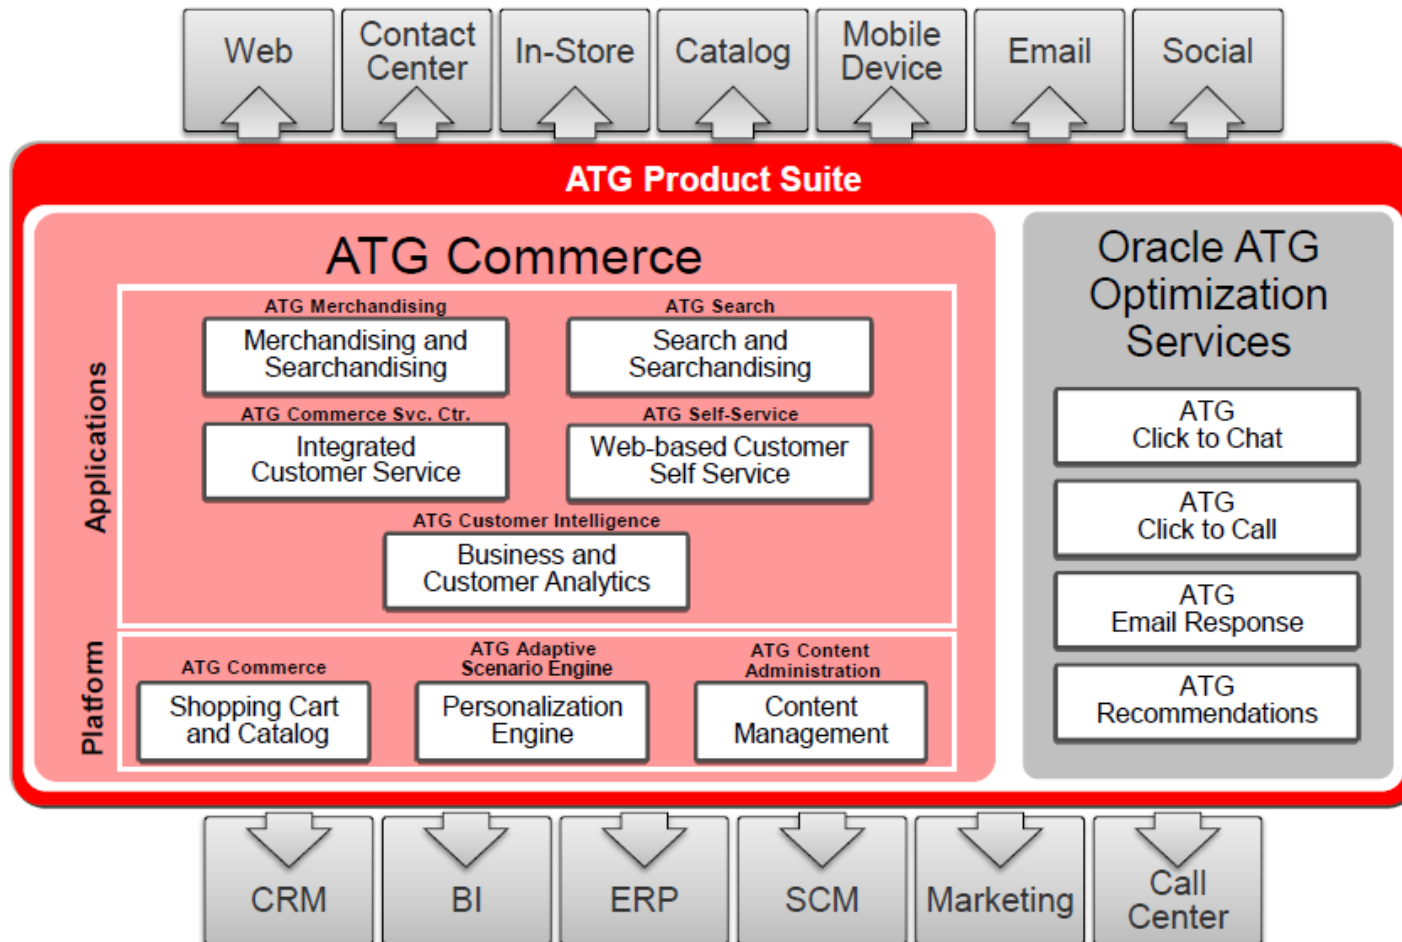 Web
Contact
Center
In-Store
Catalog
Mobile
Device
Email
Social
ATG Product Suite
ATG Commerce
Applications
ATG Merchandising
Merchandising and
Searchandising
ATG Search
Search and
Searchandising
ATG Commerce Svc. Ctr.
Integrated
Customer Service
ATG Self-Service
Web-based Customer
Self Service
ATG Customer Intelligence
Business and
Customer Analytics
Platform
ATG Commerce
Shopping Cart
and Catalog
ATG Adaptive
Scenario Engine
Personalization
Engine
ATG Content
Administration
Content
Management
Oracle ATG
Optimization
Services
ATG
Click to Chat
ATG
Click to Call
ATG
Email Response
ATG
Recommendations
CRM
BI
ERP
SCM
Marketing
Call
Center